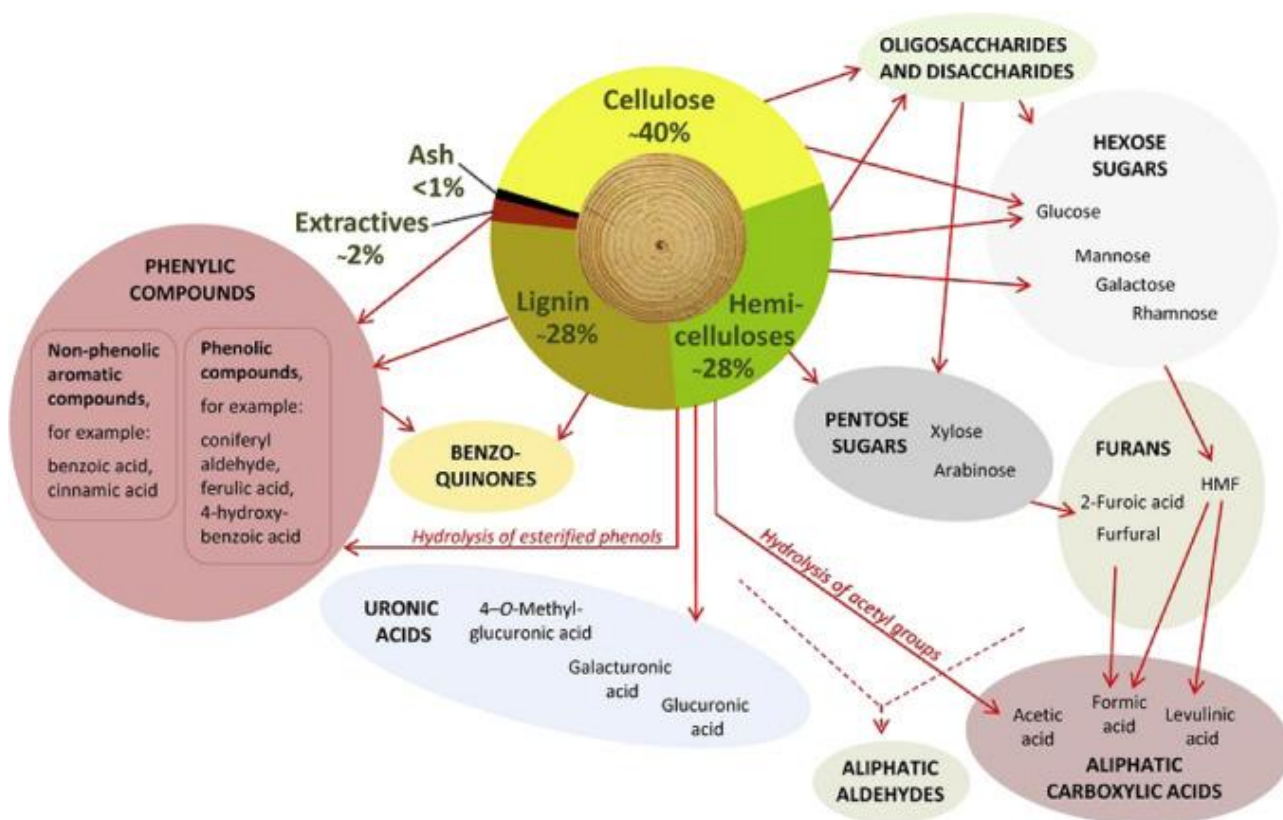 OLIGOSACCHARIDES
AND DISACCHARIDES
Cellulose
~40%
Ash
<1%
Extractives
~2%
HEXOSE
SUGARS
Glucose
Mannose
Galactose
Rhamnose
PHENYLIC
COMPOUNDS
Non-phenolic
aromatic
compounds,
for example:
benzoic acid,
cinnamic acid
Phenolic
compounds,
for example:
coniferyl
aldehyde,
ferulic acid,
4-hydroxy-
benzoic acid
Lignin
~28%
Hemi-
celluloses
~28%
BENZO-
QUINONES
PENTOSE
SUGARS
Xylose
Arabinose
FURANS
HMF
2-Furoic acid
Furfural
Hydrolysis of esterified phenols
Hydrolysis of acetyl groups
URONIC
ACIDS
4–O-Methyl-
glucuronic acid
Galacturonic
acid
Glucuronic
acid
ALIPHATIC
ALDEHYDES
Acetic
acid
Formic
acid
Levulinic
acid
ALIPHATIC
CARBOXYLIC ACIDS